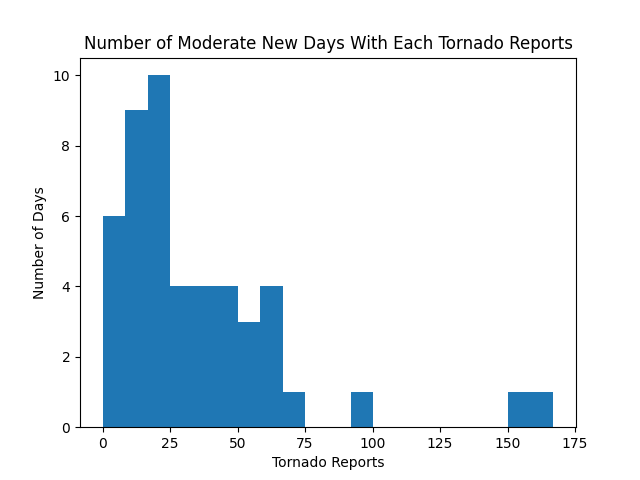 Number of Moderate New Days With Each Tornado Reports
10
8
6
4
2
0
Number of Days
0 25 50 75 100 125 150 175
Tornado Reports